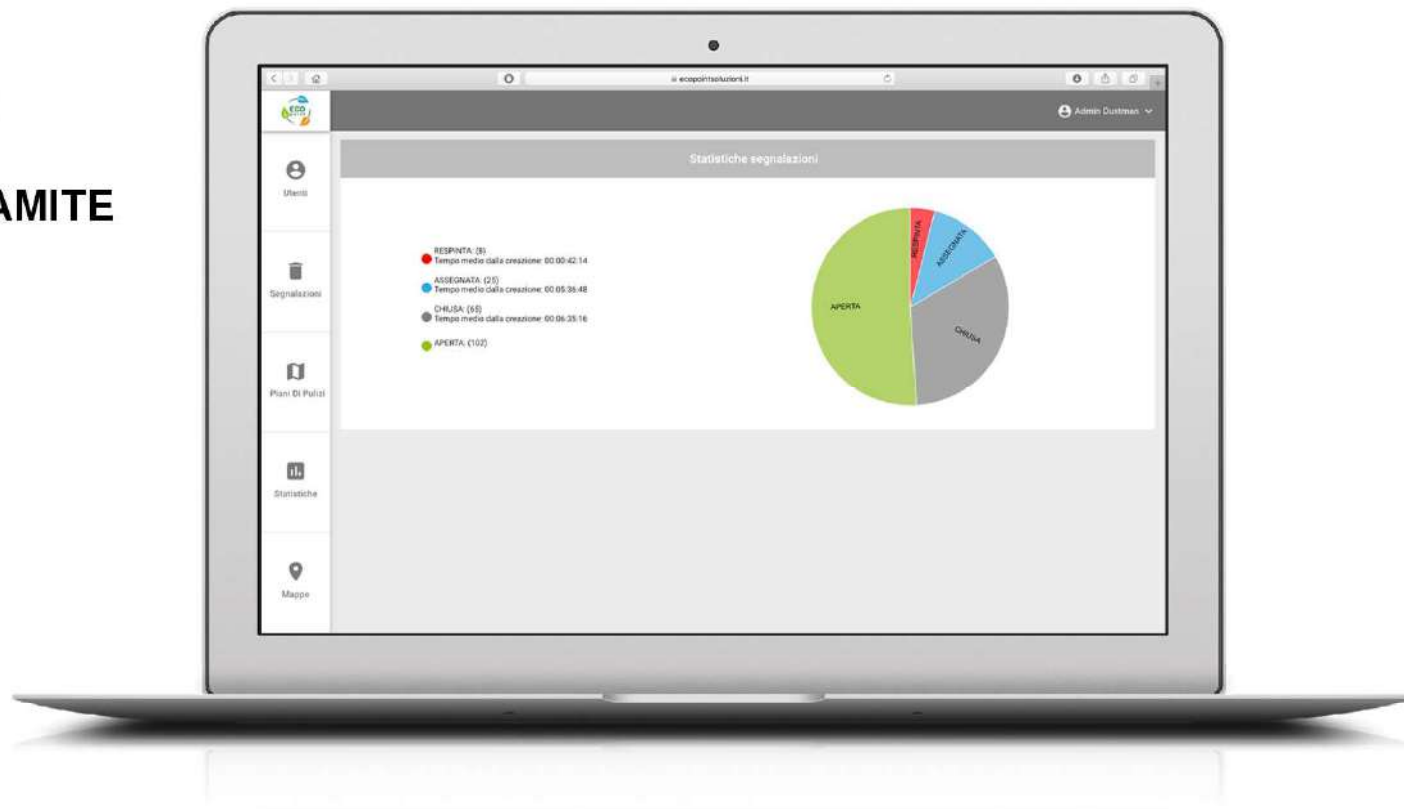 AMITE
ecopointsoluzioni.it
ECO
Admin Dustman
Statistiche segnalazioni
Utenti
Segnalazioni
Piani Di Pulizi
Statistiche
Mappe
RESPINTA: (8)
Tempo medio dalla creazione: 00:00:42:14
ASSEGNATA: (25)
Tempo medio dalla creazione: 00:05:36:48
CHIUSA: (65)
Tempo medio dalla creazione: 00:06:35:16
APERTA: (102)
RESPINTA
ASSEGNATA
APERTA
CHIUSA